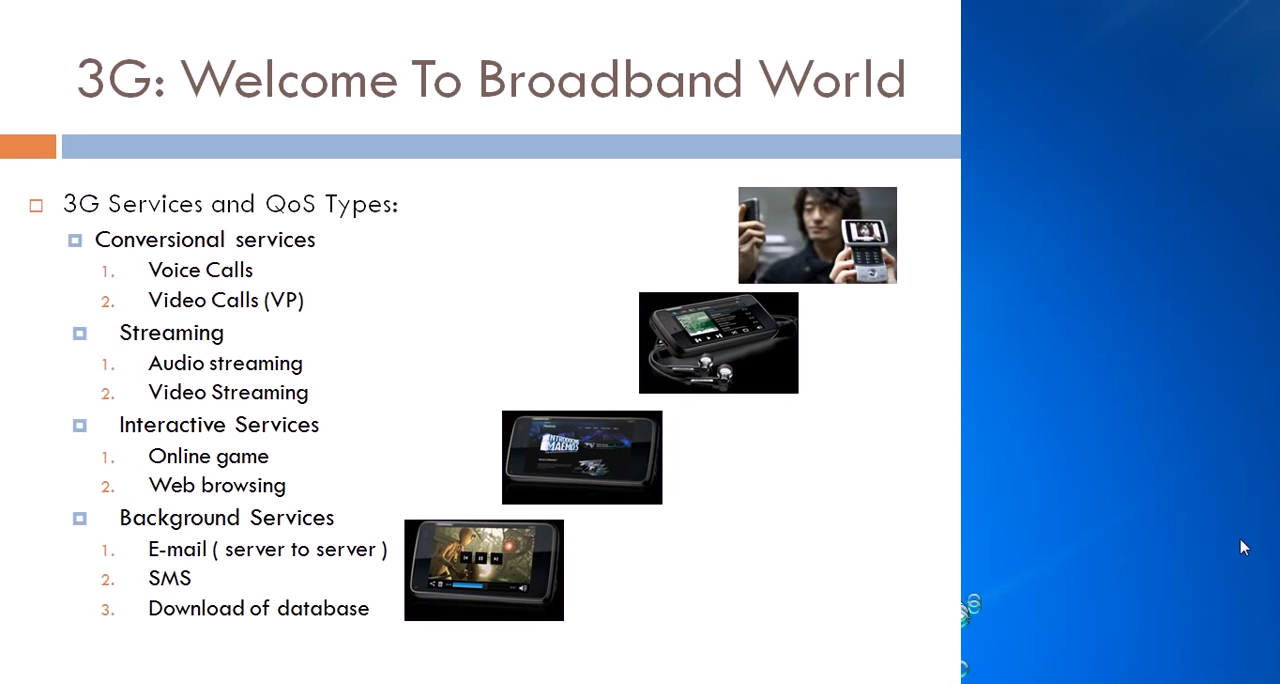 3G: Welcome To Broadband World
3G Services and QoS Types:
Conversional services
1. Voice Calls
2. Video Calls (VP)
Streaming
1. Audio streaming
2. Video Streaming
Interactive Services
1. Online game
2. Web browsing
Background Services
1. E-mail ( server to server )
2. SMS
3. Download of database